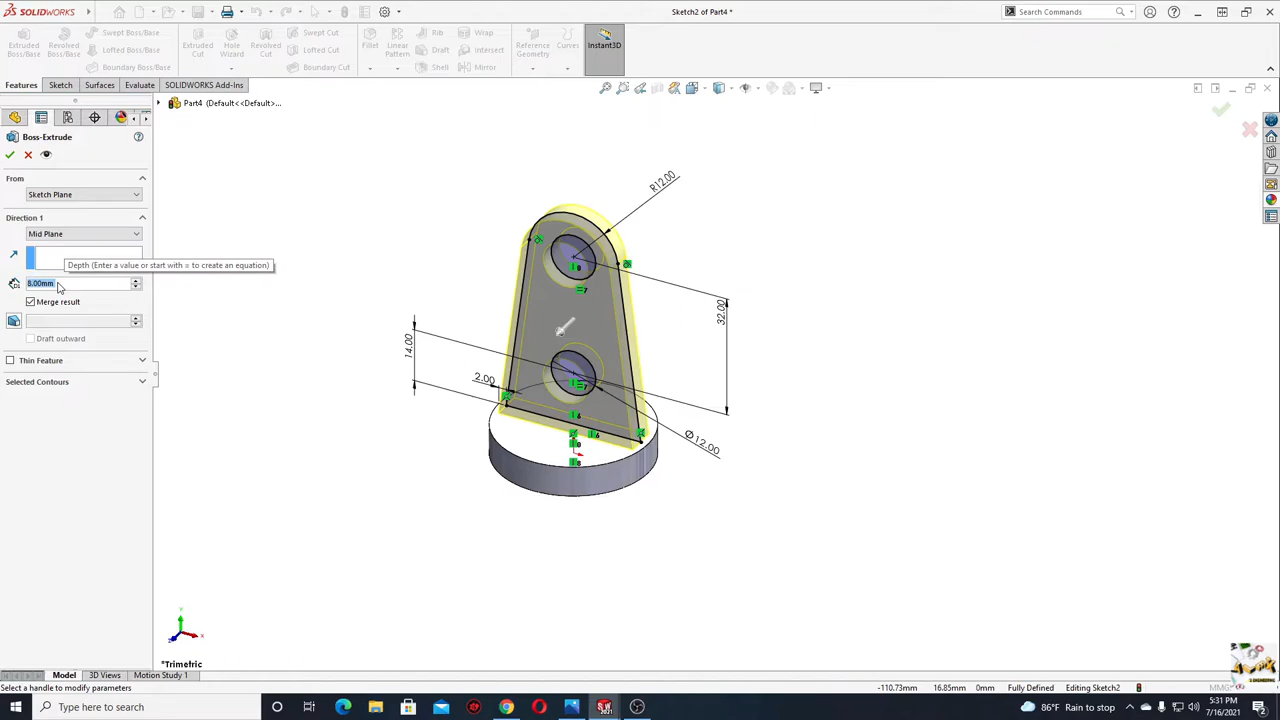 SOLIDWORKS
Sketch2 of Part4 *
Search Commands
Extruded Boss/Base
Revolved Boss/Base
Swept Boss/Base
Lofted Boss/Base
Boundary Boss/Base
Extruded Cut
Hole Wizard
Revolved Cut
Swept Cut
Lofted Cut
Boundary Cut
Fillet
Linear Pattern
Rib
Draft
Shell
Wrap
Intersect
Mirror
Reference Geometry
Curves
Instant3D
Features
Sketch
Surfaces
Evaluate
SOLIDWORKS Add-Ins
Part4 (Default<<Default>...
Boss-Extrude
From
Sketch Plane
Direction 1
Mid Plane
Depth (Enter a value or start with = to create an equation)
8.00mm
Merge result
Draft outward
Thin Feature
Selected Contours
R12.00
32.00
14.00
2.00
Ø12.00
Y
X
*Trimetric
Model
3D Views
Motion Study 1
Select a handle to modify parameters
-110.73mm
16.85mm
0mm
Fully Defined
Editing Sketch2
MMGS
Type here to search
86°F Rain to stop
5:31 PM
7/16/2021